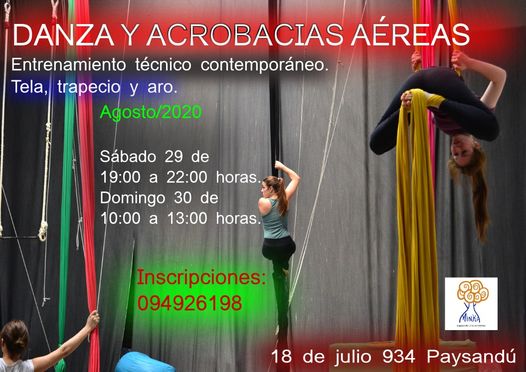 DANZA Y ACROBACIAS AÉREAS
Entrenamiento técnico contemporáneo.
Tela, trapecio y aro.
Agosto/2020
Sábado 29 de
19:00 a 22:00 horas.
Domingo 30 de
10:00 a 13:00 horas.
Inscripciones:
094926198
MINKA
18 de julio 934 Paysandú